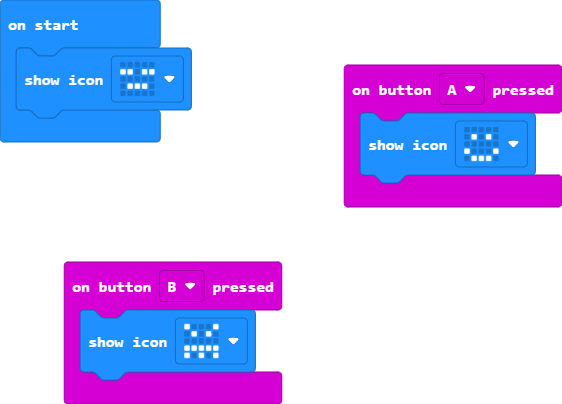 on start
show icon
on button A pressed
show icon
on button B pressed
show icon